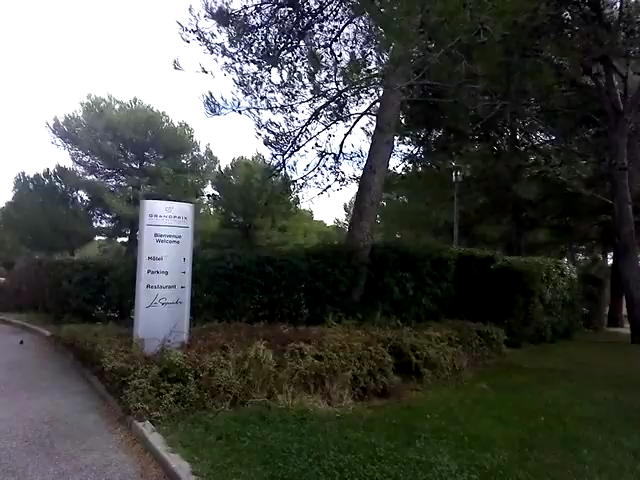 GRANDPRIX
Bienvenue
Welcome
Hôtel ↑
Parking →
Restaurant ←